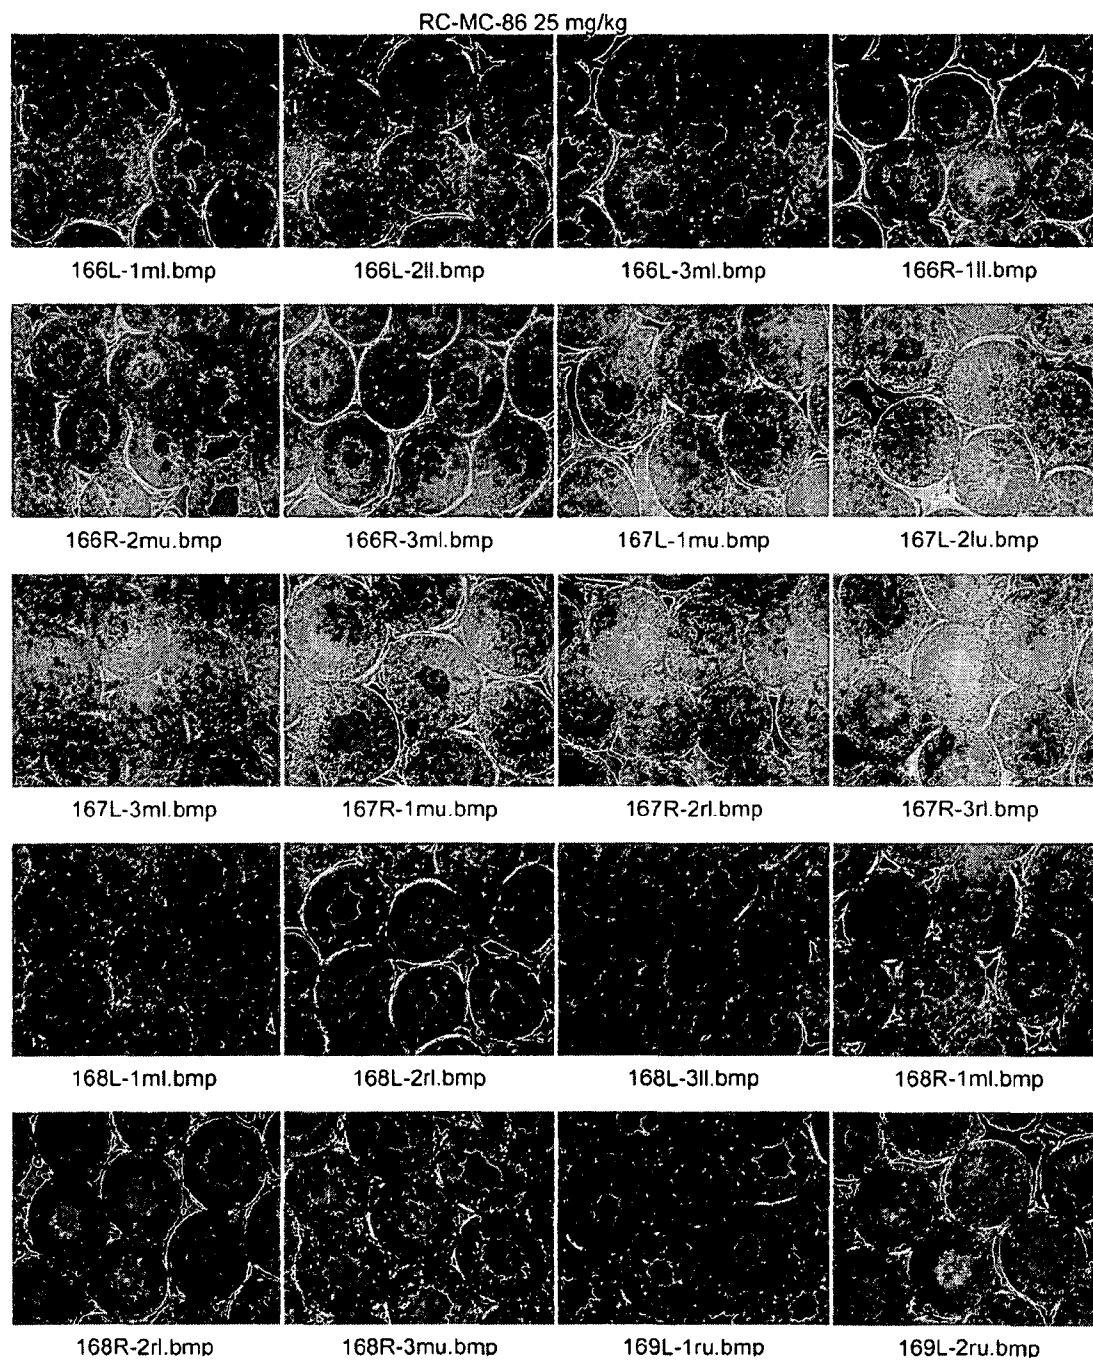 RC-MC-86 25 mg/kg
166L-1ml.bmp 166L-2ll.bmp 166L-3ml.bmp 166R-1ll.bmp
166R-2mu.bmp 166R-3ml.bmp 167L-1mu.bmp 167L-2lu.bmp
167L-3ml.bmp 167R-1mu.bmp 167R-2rl.bmp 167R-3rl.bmp
168L-1ml.bmp 168L-2rl.bmp 168L-3ll.bmp 168R-1ml.bmp
168R-2rl.bmp 168R-3mu.bmp 169L-1ru.bmp 169L-2ru.bmp